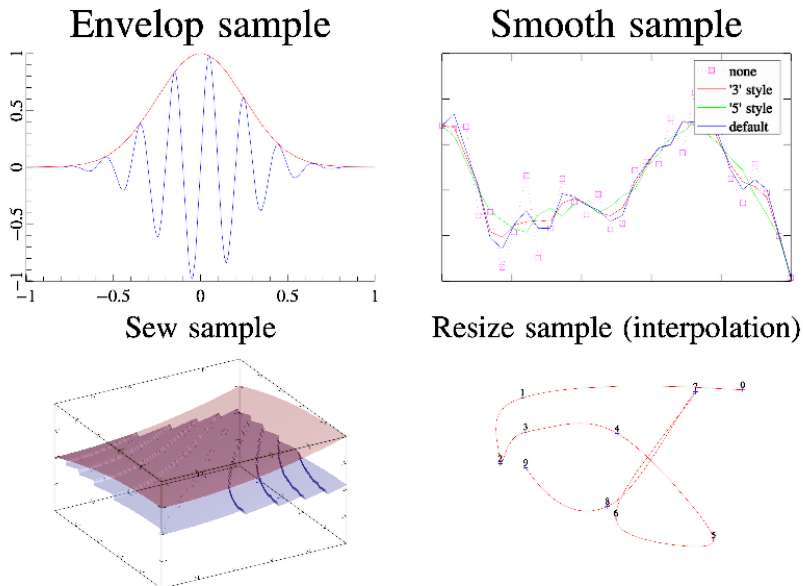 Envelop sample
Smooth sample
1
0.5
0
−0.5
−1
−1
−0.5
0
0.5
1
none
'3' style
'5' style
default
Sew sample
Resize sample (interpolation)
0
1
2
3
4
5
6
7
8
9